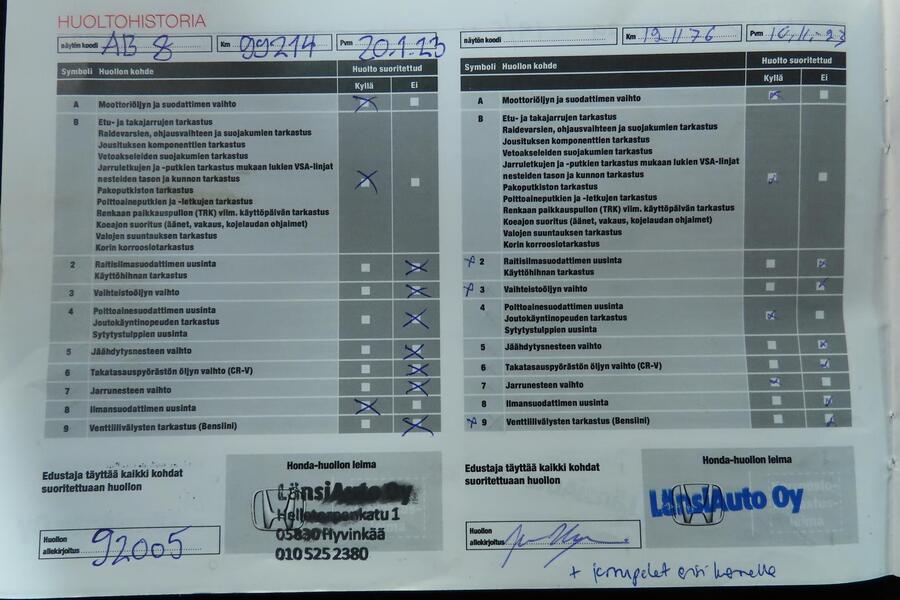 HUOLTOHISTORIA
näytön koodi AB 8 Km 99214 Pvm 20.1.23
Symboli Huollon kohde Huolto suoritettud
Kyllä Ei
A Moottoriöljyn ja suodattimen vaihto
B Etu- ja takajarrujen tarkastus
Raidevarsien, ohjausvaihteen ja suojakumien tarkastus
Jousituksen komponenttien tarkastus
Vetoakseleiden suojakumien tarkastus
Jarruletkujen ja -putkien tarkastus mukaan lukien VSA-linjat
nesteiden tason ja kunnon tarkastus
Pakoputkiston tarkastus
Polttoaineputkien ja -letkujen tarkastus
Renkaan paikkauspullon (TRK) viim. käyttöpäivän tarkastus
Koeajon suoritus (äänet, vakaus, kojelaudan ohjaimet)
Valojen suuntauksen tarkastus
Korin korroosiotarkastus
2 Raitisilmasuodattimen uusinta
Käyttöhihnan tarkastus
3 Vaihteistoöljyn vaihto
4 Polttoainesuodattimen uusinta
Joutokäyntinopeuden tarkastus
Sytytystulppien uusinta
5 Jäähdytysnesteen vaihto
6 Takatasauspyörästön öljyn vaihto (CR-V)
7 Jarrunesteen vaihto
8 Ilmansuodattimen uusinta
9 Venttiilivälysten tarkastus (Bensiini)
Edustaja täyttää kaikki kohdat
suoritettuaan huollon
Honda-huollon leima
LänsiAuto Oy
05830 Hyvinkää
010 525 2380
Huollon
allekirjoitus 92005
näytön koodi Km Pvm
Symboli Huollon kohde Huolto suoritettud
Kyllä Ei
A Moottoriöljyn ja suodattimen vaihto
B Etu- ja takajarrujen tarkastus
Raidevarsien, ohjausvaihteen ja suojakumien tarkastus
Jousituksen komponenttien tarkastus
Vetoakseleiden suojakumien tarkastus
Jarruletkujen ja -putkien tarkastus mukaan lukien VSA-linjat
nesteiden tason ja kunnon tarkastus
Pakoputkiston tarkastus
Polttoaineputkien ja -letkujen tarkastus
Renkaan paikkauspullon (TRK) viim. käyttöpäivän tarkastus
Koeajon suoritus (äänet, vakaus, kojelaudan ohjaimet)
Valojen suuntauksen tarkastus
Korin korroosiotarkastus
2 Raitisilmasuodattimen uusinta
Käyttöhihnan tarkastus
3 Vaihteistoöljyn vaihto
4 Polttoainesuodattimen uusinta
Joutokäyntinopeuden tarkastus
Sytytystulppien uusinta
5 Jäähdytysnesteen vaihto
6 Takatasauspyörästön öljyn vaihto (CR-V)
7 Jarrunesteen vaihto
8 Ilmansuodattimen uusinta
9 Venttiilivälysten tarkastus (Bensiini)
Edustaja täyttää kaikki kohdat
suoritettuaan huollon
Honda-huollon leima
LänsiAuto Oy
Huollon
allekirjoitus